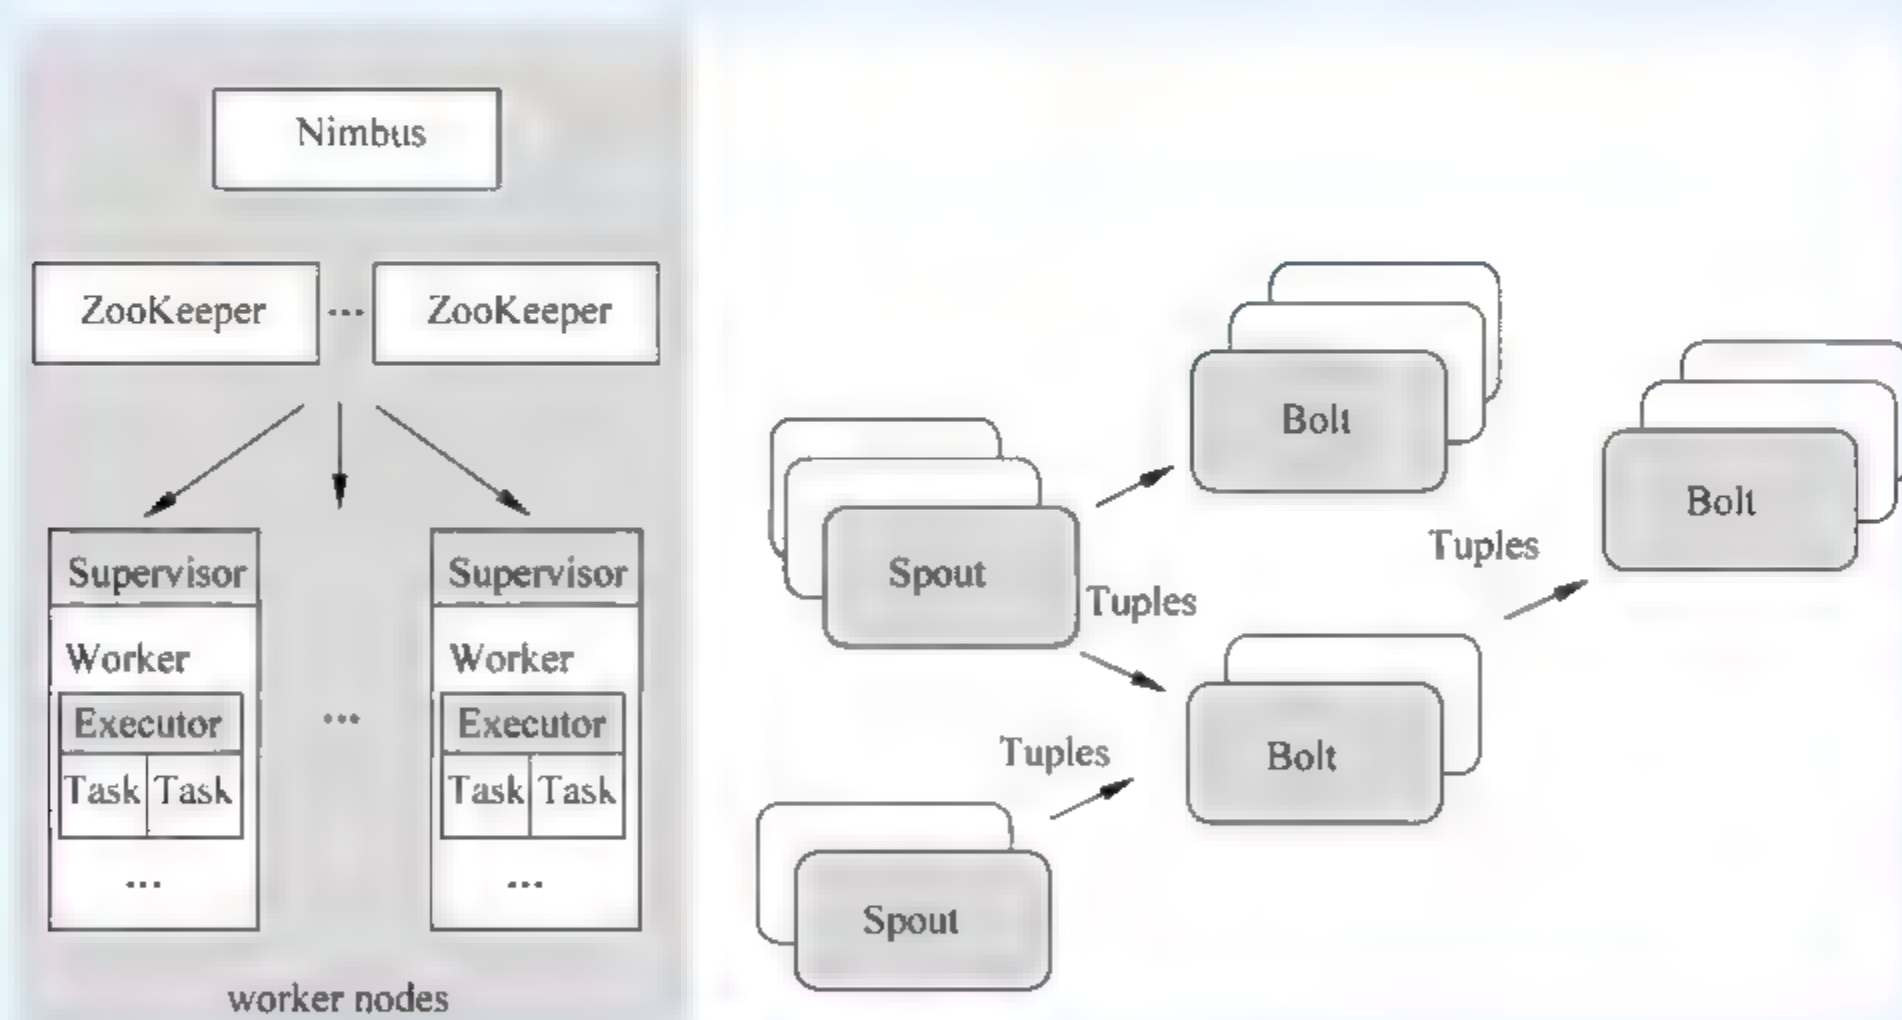 Nimbus
ZooKeeper ... ZooKeeper
Supervisor Supervisor
Worker Worker
Executor ... Executor
Task Task Task Task
... ...
worker nodes
Bolt
Bolt
Spout
Tuples
Tuples
Tuples
Bolt
Spout